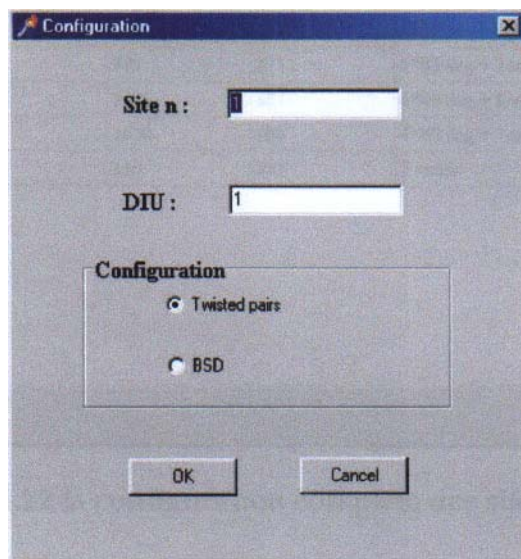 Configuration
Site n :
1
DIU :
1
Configuration
Twisted pairs
BSD
OK
Cancel